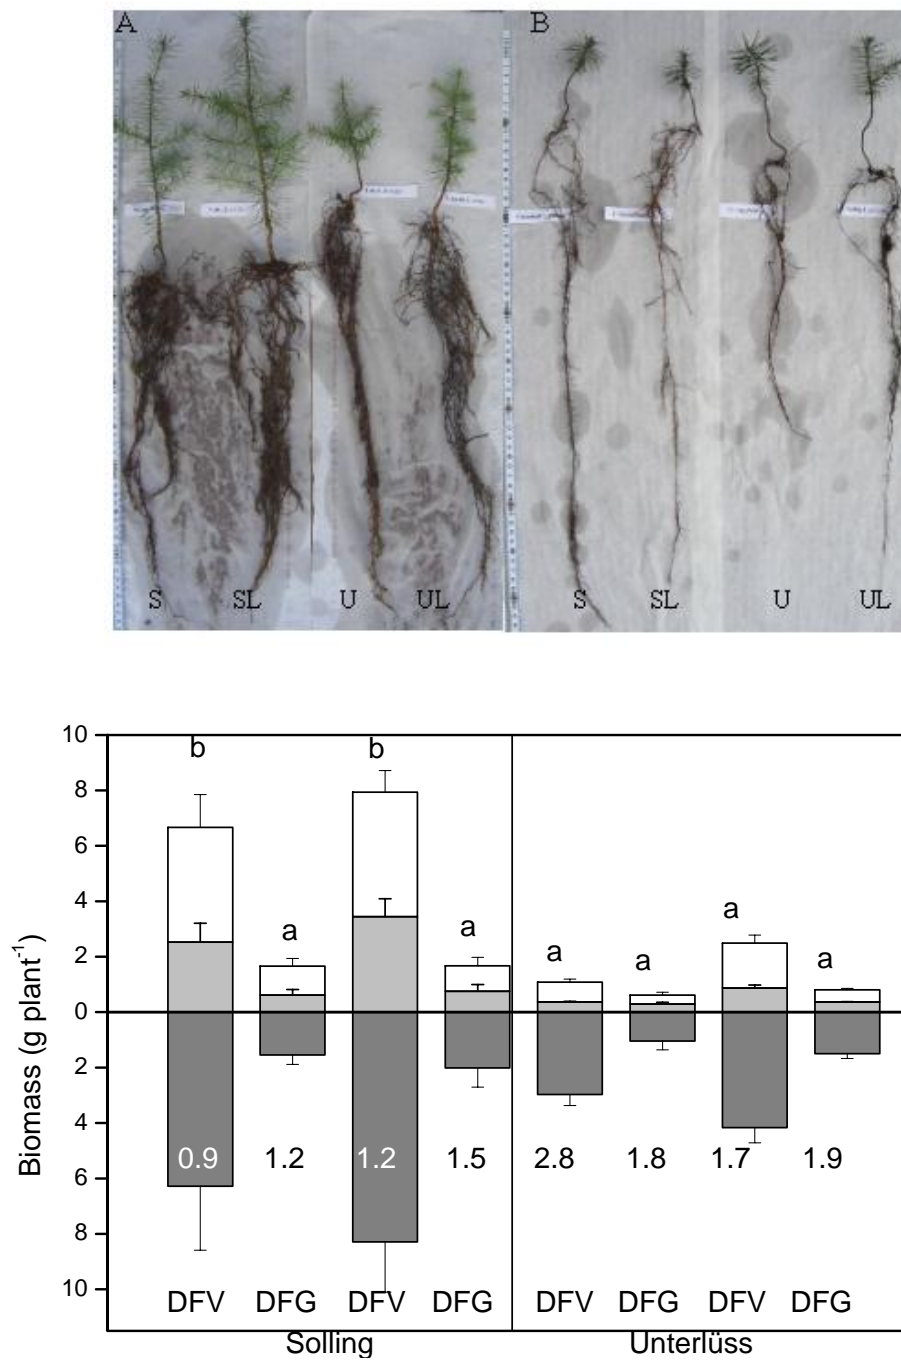 A B
S SL U UL S SL U UL
10
b b
8
6
4
a a
2 a a a a
0
2
4
0.9 1.2 1.2 1.5 2.8 1.8 1.7 1.9
6
8
10
DFV DFG DFV DFG DFV DFG DFV DFG
Solling Unterlüss
Biomass (g plant⁻¹)